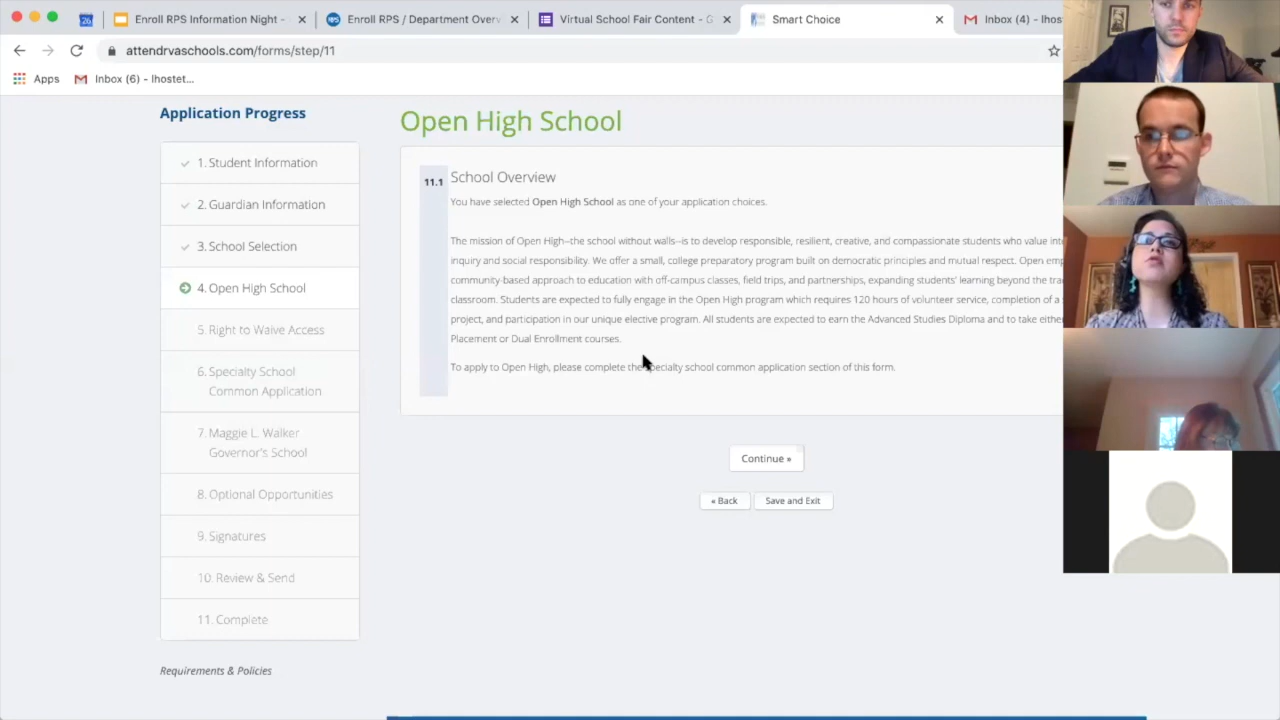 26
Enroll RPS Information Night -
Enroll RPS / Department Overv
Virtual School Fair Content - G
Smart Choice
Inbox (4) - lhos
attendrvaschools.com/forms/step/11
Apps
Inbox (6) - lhostet...
Application Progress
1. Student Information
2. Guardian Information
3. School Selection
4. Open High School
5. Right to Waive Access
6. Specialty School
Common Application
7. Maggie L. Walker
Governor's School
8. Optional Opportunities
9. Signatures
10. Review & Send
11. Complete
Requirements & Policies
Open High School
11.1
School Overview
You have selected Open High School as one of your application choices.
The mission of Open High--the school without walls--is to develop responsible, resilient, creative, and compassionate students who value int
inquiry and social responsibility. We offer a small, college preparatory program built on democratic principles and mutual respect. Open em
community-based approach to education with off-campus classes, field trips, and partnerships, expanding students' learning beyond the tra
classroom. Students are expected to fully engage in the Open High program which requires 120 hours of volunteer service, completion of a
project, and participation in our unique elective program. All students are expected to earn the Advanced Studies Diploma and to take eithe
Placement or Dual Enrollment courses.
To apply to Open High, please complete the specialty school common application section of this form.
Continue »
« Back
Save and Exit